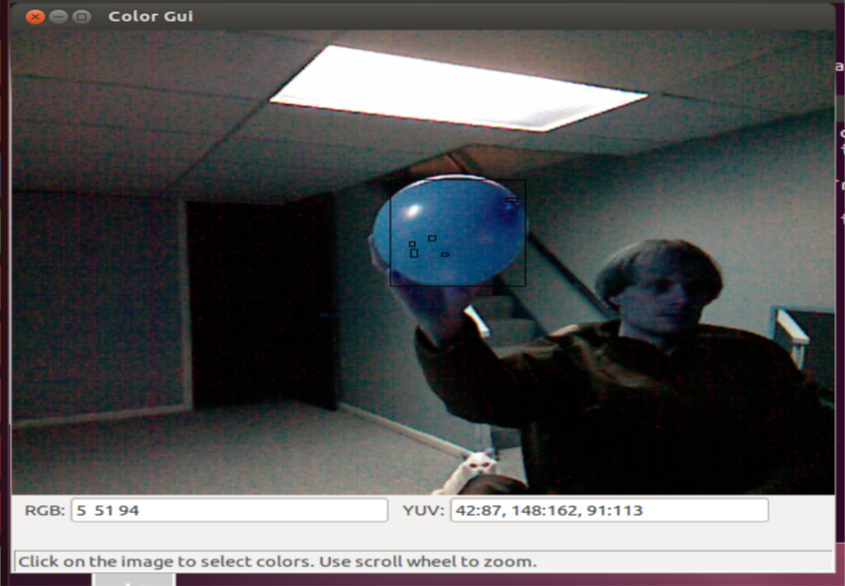 Color Gui
RGB: 5 51 94 YUV: 42:87, 148:162, 91:113
Click on the image to select colors. Use scroll wheel to zoom.